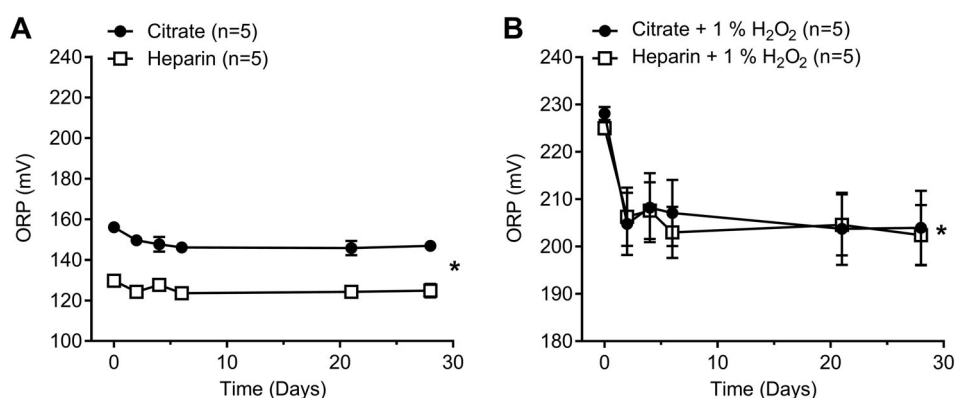 A
Citrate (n=5)
Heparin (n=5)
240
220
200
180
160
140
120
100
ORP (mV)
*
0
10
20
30
Time (Days)
B
Citrate + 1 % H₂O₂ (n=5)
Heparin + 1 % H₂O₂ (n=5)
240
230
220
210
200
190
180
ORP (mV)
*
0
10
20
30
Time (Days)